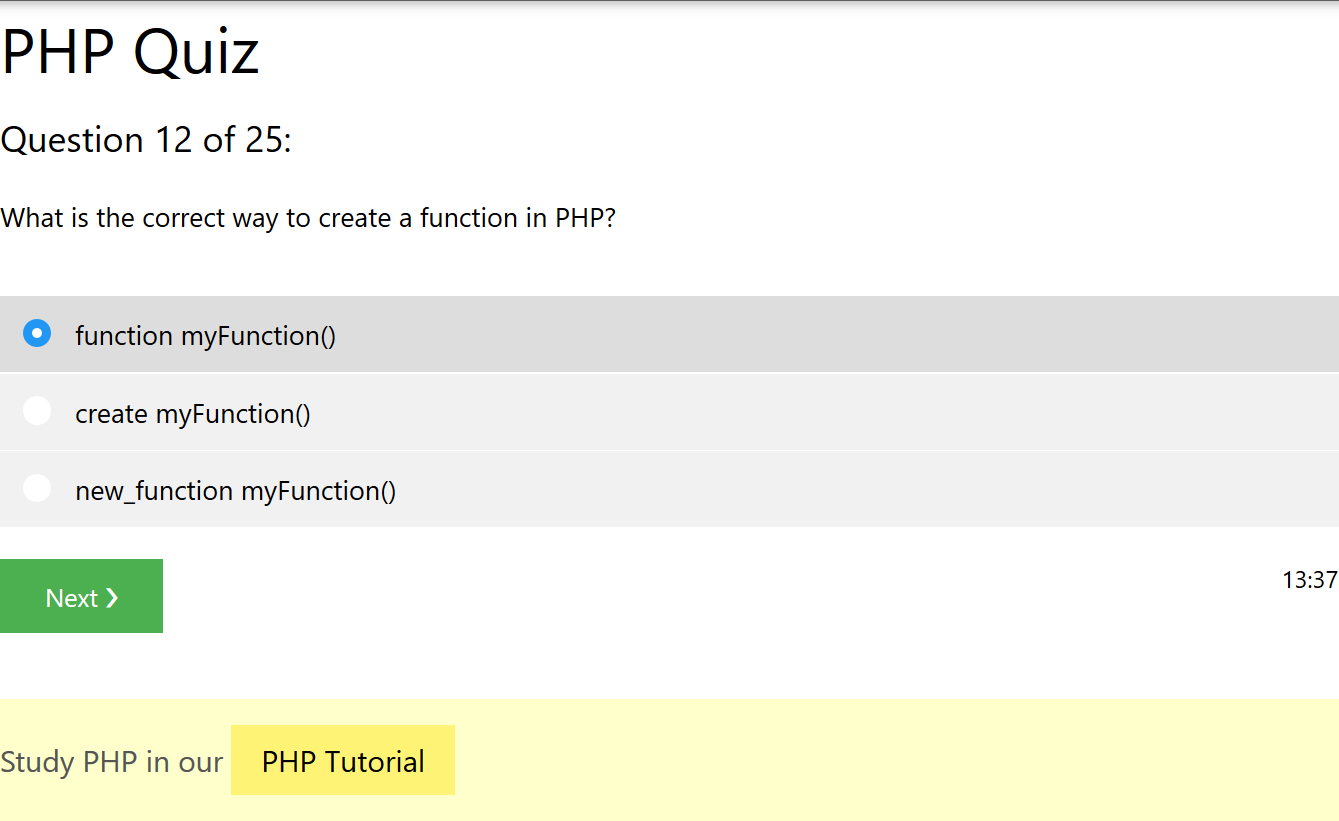 PHP Quiz
Question 12 of 25:
What is the correct way to create a function in PHP?
function myFunction()
create myFunction()
new_function myFunction()
Next ❯
13:37
Study PHP in our PHP Tutorial